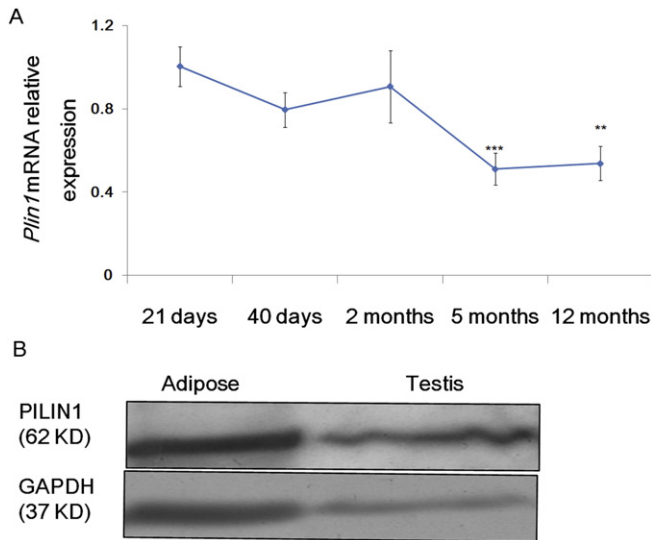 A
Plin1 mRNA relative
expression
1.2
0.8
0.4
0
***
**
21 days 40 days 2 months 5 months 12 months
B
Adipose Testis
PILIN1
(62 KD)
GAPDH
(37 KD)